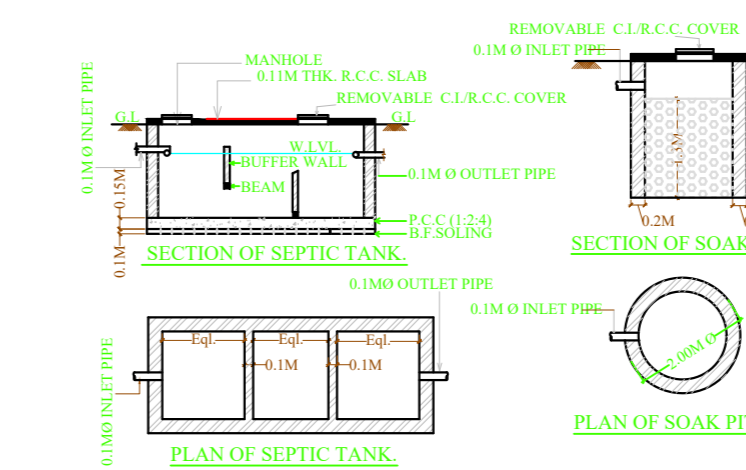 REMOVABLE C.I./R.C.C. COVER
0.1M Ø INLET PIPE
MANHOLE
0.11M THK. R.C.C. SLAB
REMOVABLE C.I./R.C.C. COVER
G.L
G.L
0.1M Ø INLET PIPE
W.LVL.
BUFFER WALL
BEAM
0.1M Ø OUTLET PIPE
0.15M
0.1M
P.C.C (1:2:4)
B.F.SOLING
SECTION OF SEPTIC TANK.
1.3M
0.2M
SECTION OF SOAK
0.1MØ OUTLET PIPE
0.1M Ø INLET PIPE
Eql.
Eql.
Eql.
0.1M
0.1M
0.1MØ INLET PIPE
PLAN OF SEPTIC TANK.
2.00M Ø
PLAN OF SOAK PI